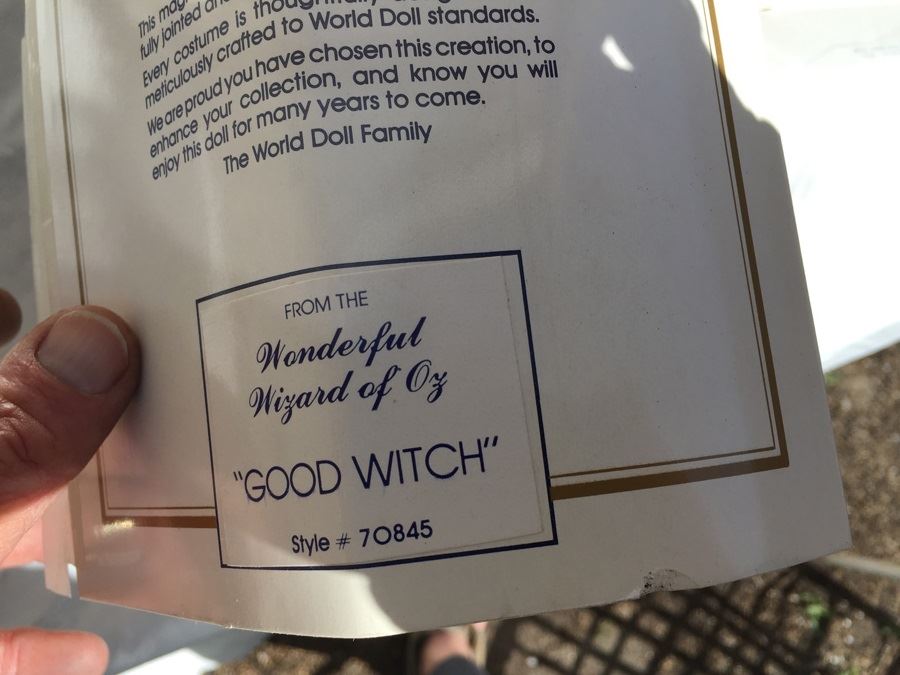 This
fully jointed
Every costume is thoughtfully
meticulously crafted to World Doll standards.
We are proud you have chosen this creation, to
enhance your collection, and know you will
enjoy this doll for many years to come.
The World Doll Family
FROM THE
Wonderful
Wizard of Oz
"GOOD WITCH"
Style # 70845